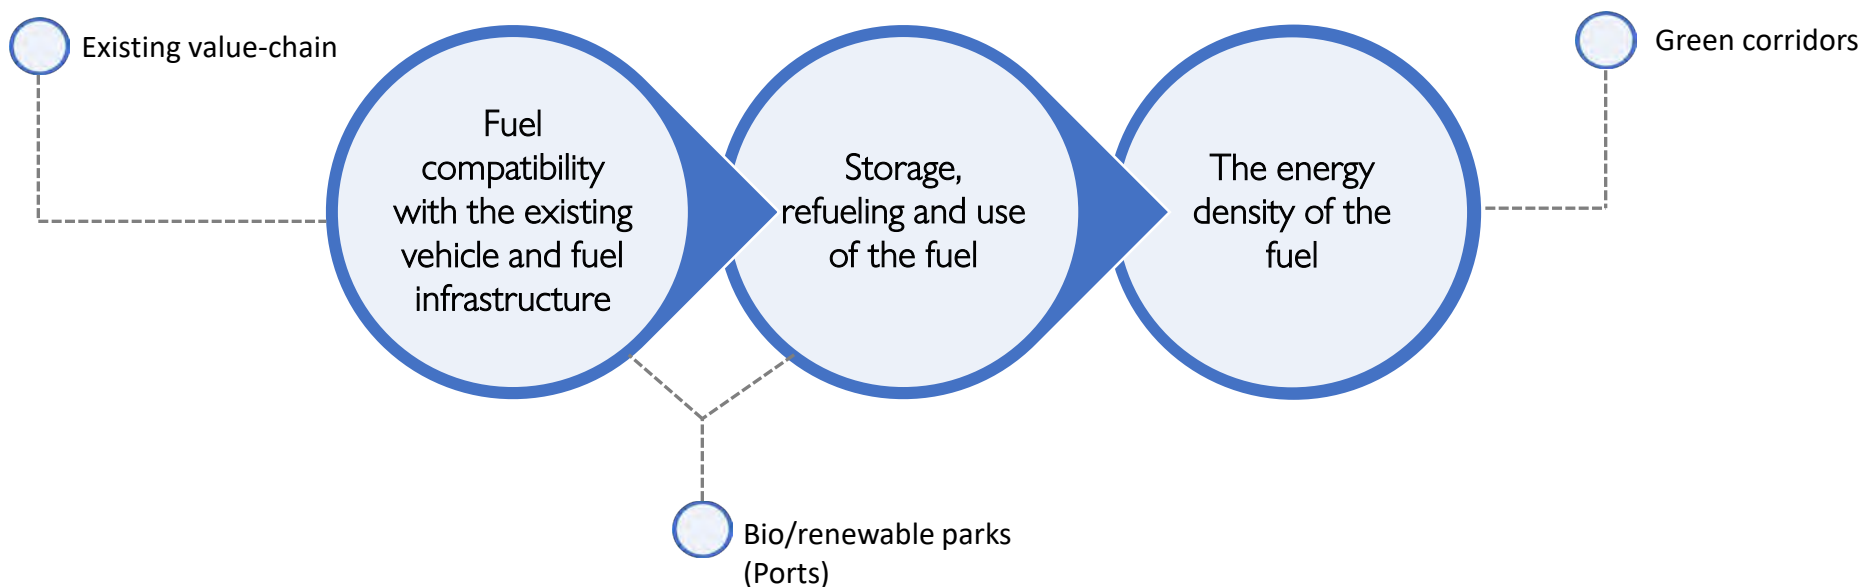 Existing value-chain
Fuel
compatibility
with the existing
vehicle and fuel
infrastructure
Storage,
refueling and use
of the fuel
The energy
density of the
fuel
Green corridors
Bio/renewable parks
(Ports)